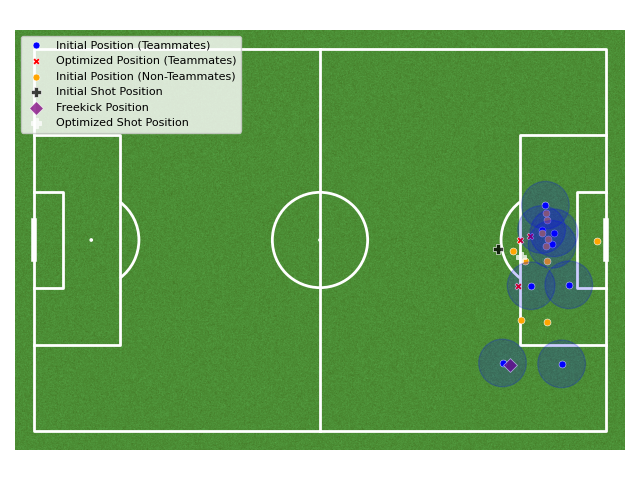 Initial Position (Teammates)
Optimized Position (Teammates)
Initial Position (Non-Teammates)
Initial Shot Position
Freekick Position
Optimized Shot Position